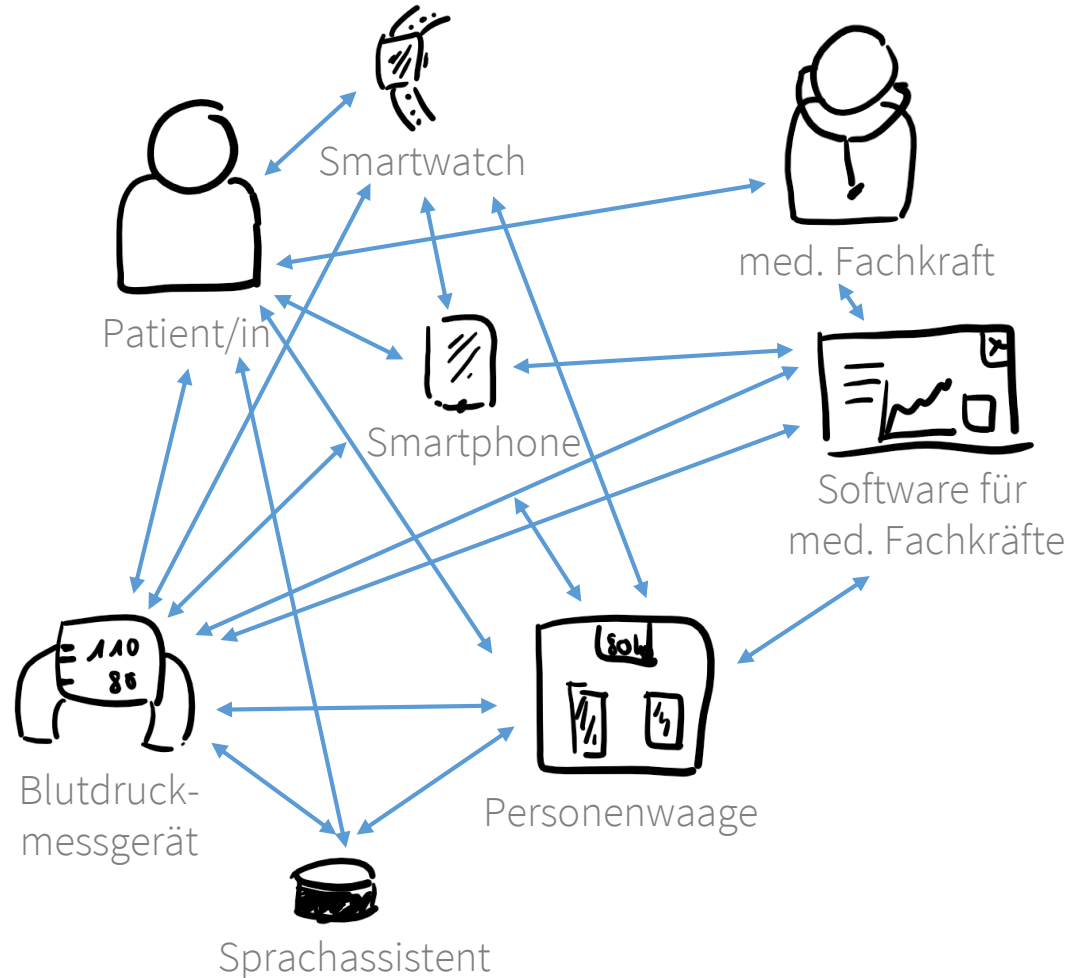 Smartwatch
med. Fachkraft
Patient/in
Smartphone
Software für
med. Fachkräfte
110
80
Blutdruck-
messgerät
Personenwaage
Sprachassistent